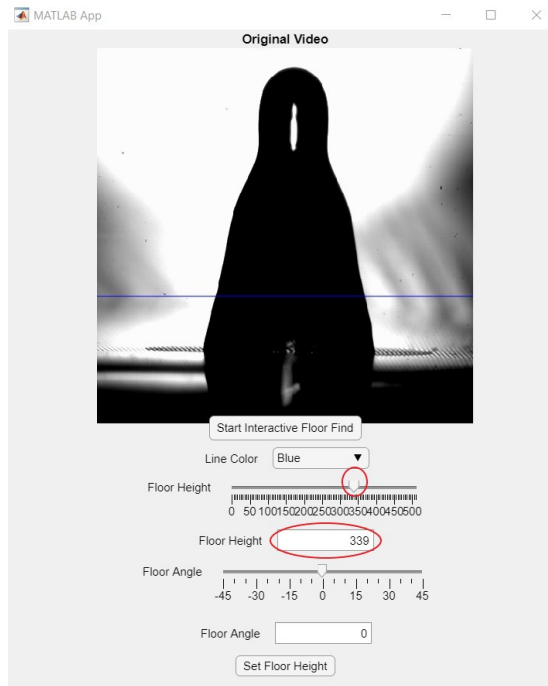 MATLAB App
Original Video
Start Interactive Floor Find
Line Color Blue
Floor Height
0 50 100150200250300350400450500
Floor Height 339
Floor Angle
-45 -30 -15 0 15 30 45
Floor Angle 0
Set Floor Height